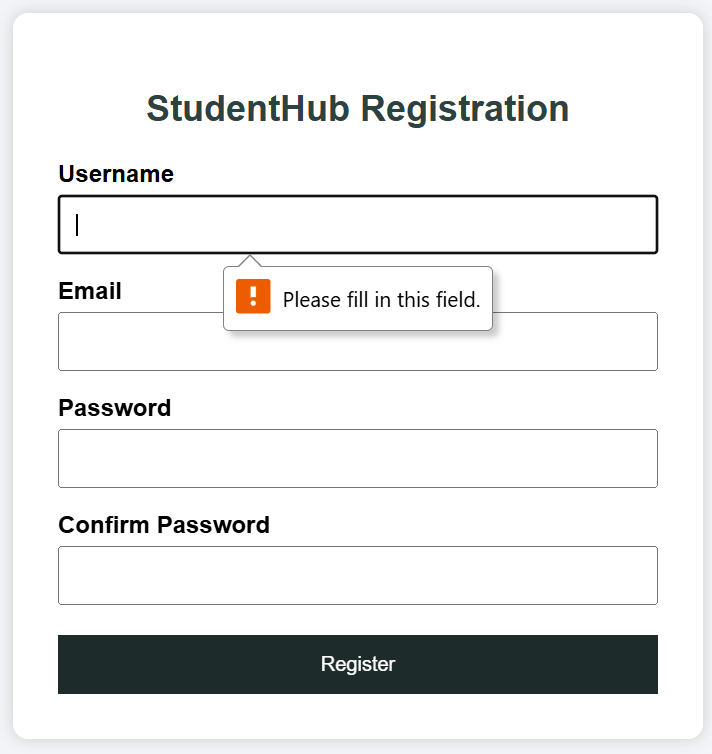 StudentHub Registration
Username
Please fill in this field.
Email
Password
Confirm Password
Register